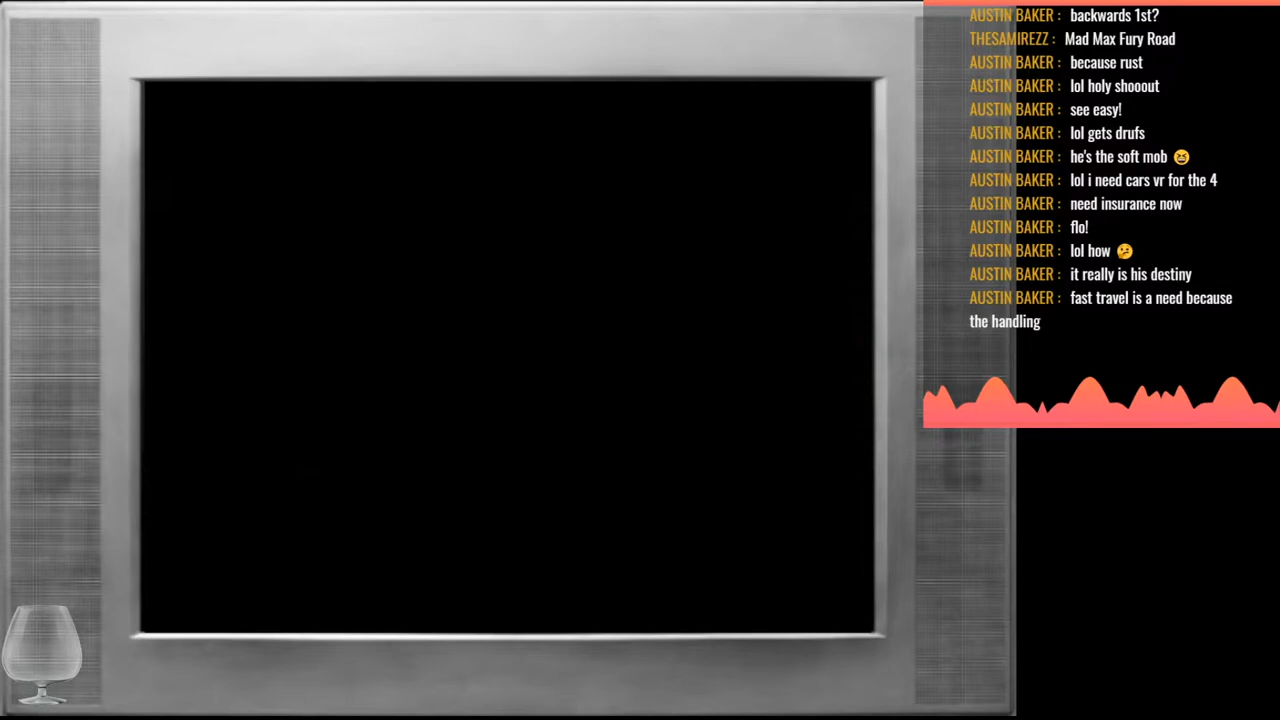 AUSTIN BAKER : backwards 1st?
THESAMIREZZ : Mad Max Fury Road
AUSTIN BAKER : because rust
AUSTIN BAKER : lol holy shooout
AUSTIN BAKER : see easy!
AUSTIN BAKER : lol gets drufs
AUSTIN BAKER : he's the soft mob 😆
AUSTIN BAKER : lol i need cars vr for the 4
AUSTIN BAKER : need insurance now
AUSTIN BAKER : flo!
AUSTIN BAKER : lol how 🤔
AUSTIN BAKER : it really is his destiny
AUSTIN BAKER : fast travel is a need because
the handling